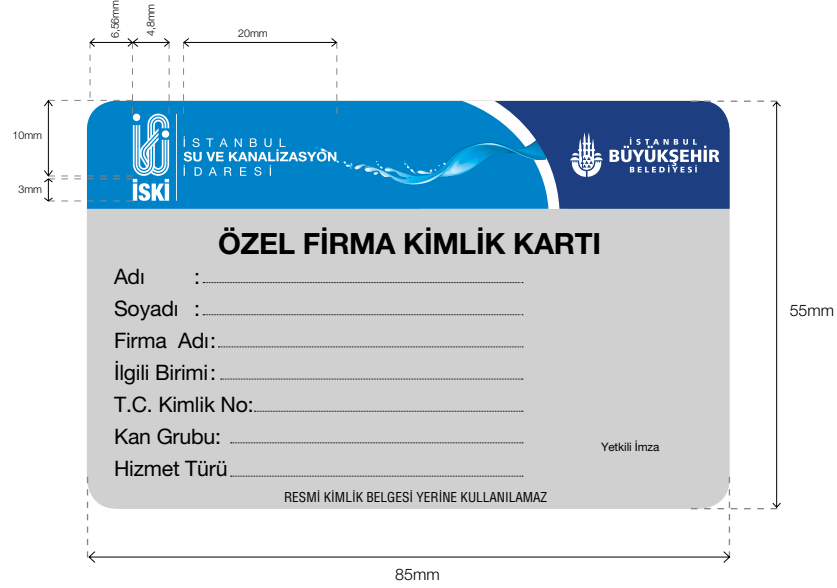 6,56mm
4,8mm
20mm
10mm
3mm
İSKİ
İSTANBUL
SU VE KANALİZASYON
İDARESİ
İSTANBUL
BÜYÜKŞEHİR
BELEDİYESİ
ÖZEL FİRMA KİMLİK KARTI
Adı :
Soyadı :
Firma Adı:
İlgili Birimi:
T.C. Kimlik No:
Kan Grubu:
Hizmet Türü
Yetkili İmza
RESMİ KİMLİK BELGESİ YERİNE KULLANILAMAZ
55mm
85mm